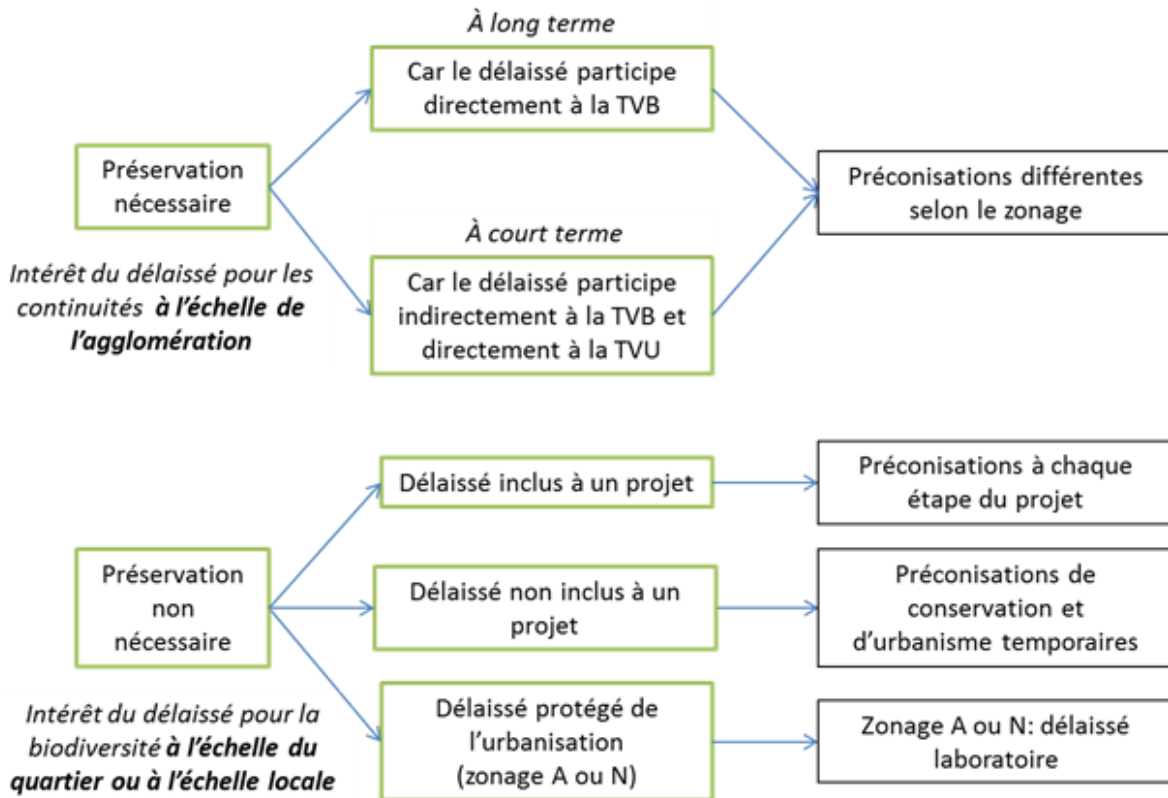 À long terme
Car le délaissé participe
directement à la TVB
Préservation
nécessaire
Intérêt du délaissé pour les
continuités à l'échelle de
l'agglomération
À court terme
Car le délaissé participe
indirectement à la TVB et
directement à la TVU
Préconisations différentes
selon le zonage
Préservation
non
nécessaire
Intérêt du délaissé pour la
biodiversité à l'échelle du
quartier ou à l'échelle locale
Délaissé inclus à un projet
Préconisations à chaque
étape du projet
Délaissé non inclus à un
projet
Préconisations de
conservation et
d'urbanisme temporaires
Délaissé protégé de
l'urbanisation
(zonage A ou N)
Zonage A ou N: délaissé
laboratoire